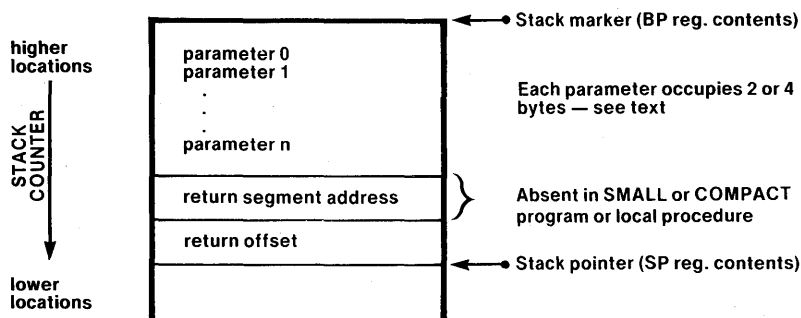 Stack marker (BP reg. contents)
higher
locations
parameter 0
parameter 1
.
.
.
parameter n
Each parameter occupies 2 or 4
bytes — see text
STACK
COUNTER
return segment address
Absent in SMALL or COMPACT
program or local procedure
return offset
Stack pointer (SP reg. contents)
lower
locations